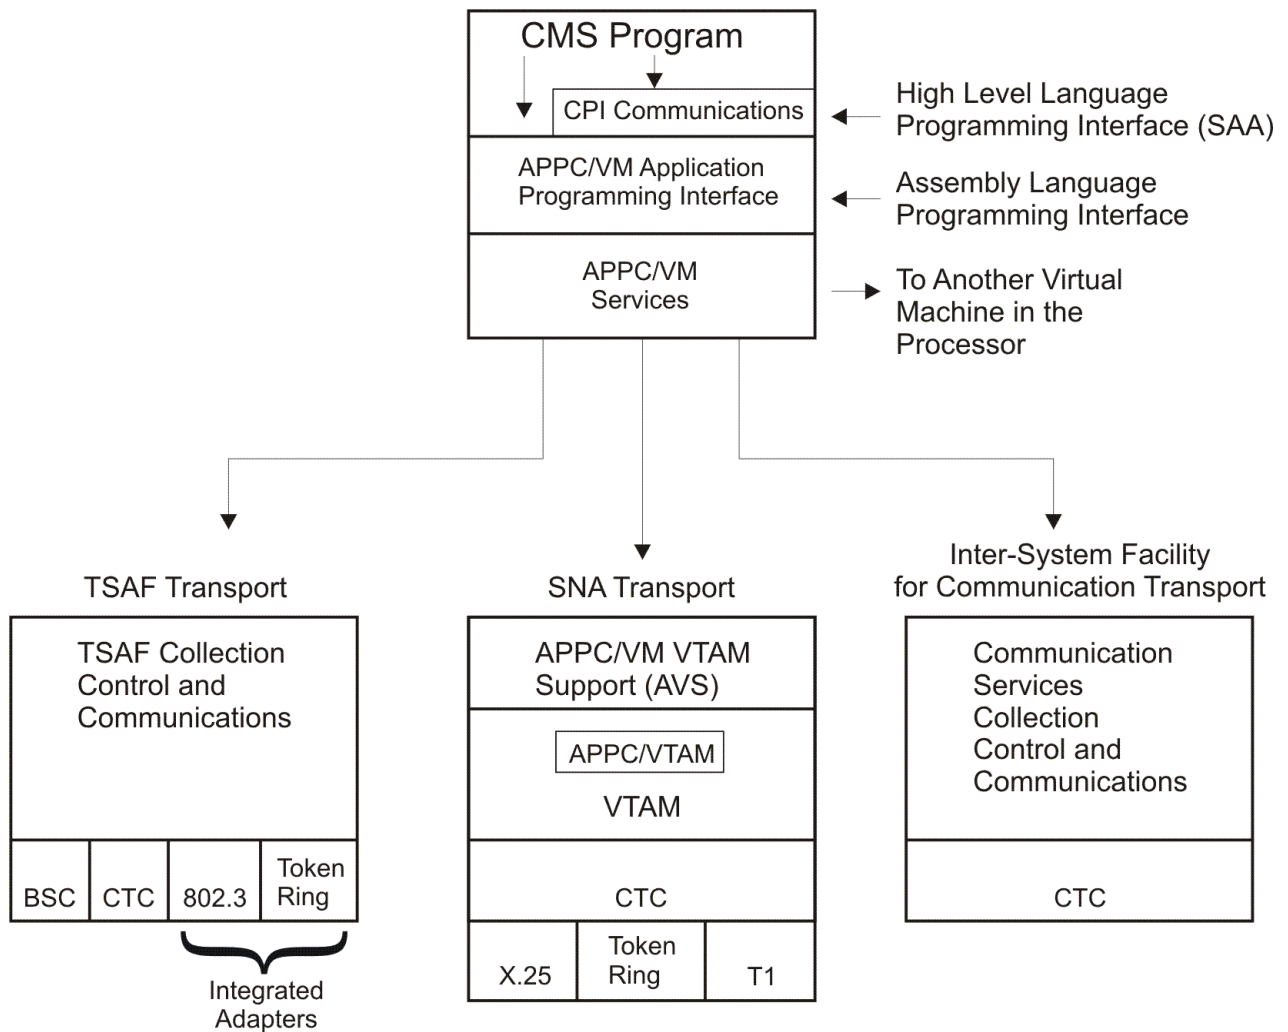 CMS Program
CPI Communications
High Level Language
Programming Interface (SAA)
APPC/VM Application
Programming Interface
Assembly Language
Programming Interface
APPC/VM
Services
To Another Virtual
Machine in the
Processor
TSAF Transport
TSAF Collection
Control and
Communications
BSC
CTC
802.3
Token
Ring
Integrated
Adapters
SNA Transport
APPC/VM VTAM
Support (AVS)
APPC/VTAM
VTAM
CTC
X.25
Token
Ring
T1
Inter-System Facility
for Communication Transport
Communication
Services
Collection
Control and
Communications
CTC